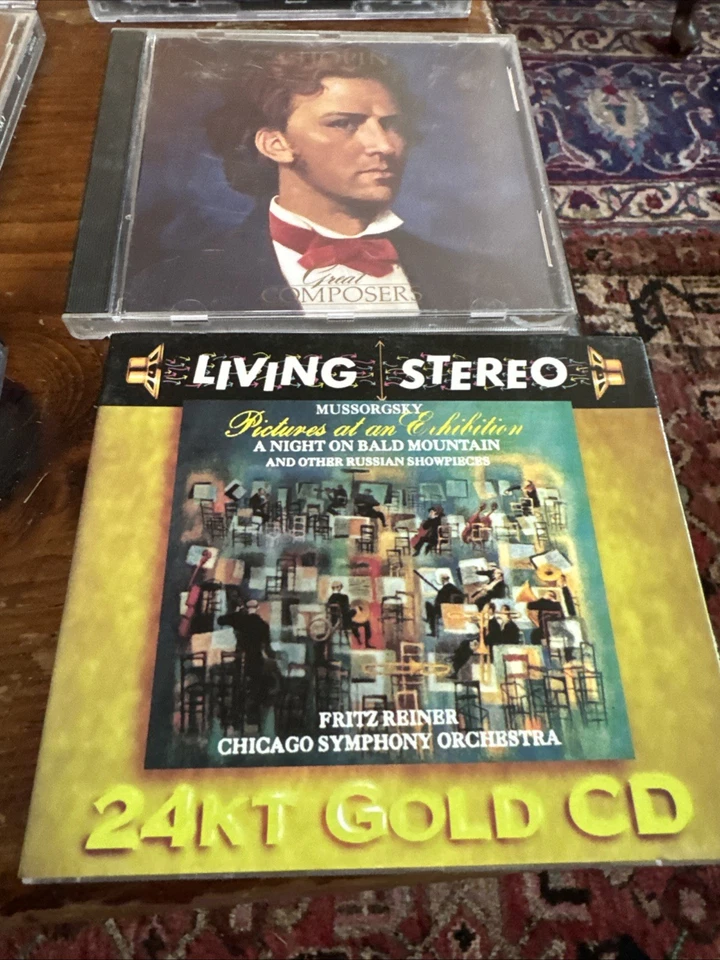 CHOPIN
Great
COMPOSERS
LIVING STEREO
MUSSORGSKY
Pictures at an Exhibition
A NIGHT ON BALD MOUNTAIN
AND OTHER RUSSIAN SHOWPIECES
FRITZ REINER
CHICAGO SYMPHONY ORCHESTRA
24KT GOLD CD